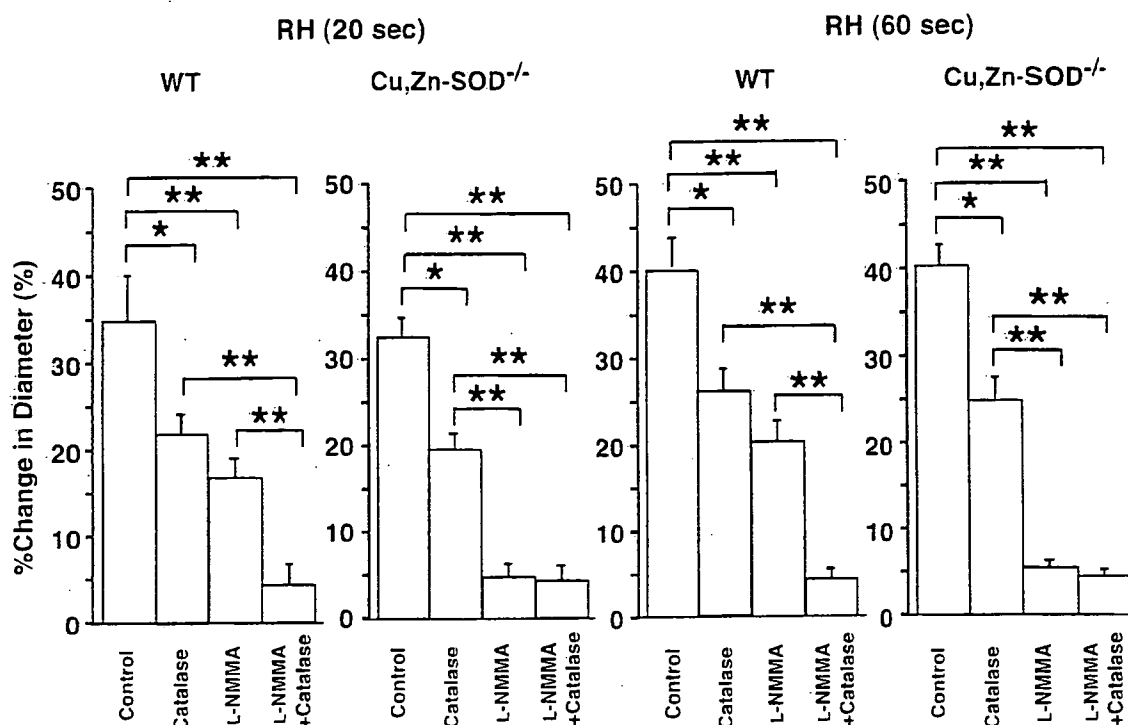 RH (20 sec)
RH (60 sec)
WT
Cu,Zn-SOD-/-
WT
Cu,Zn-SOD-/-
%Change in Diameter (%)
**
**
*
**
**
50
40
30
20
10
0
Control
Catalase
L-NMMA
L-NMMA
+Catalase
**
**
*
**
**
50
40
30
20
10
0
Control
Catalase
L-NMMA
L-NMMA
+Catalase
**
**
*
**
**
50
40
30
20
10
0
Control
Catalase
L-NMMA
L-NMMA
+Catalase
**
**
*
**
**
50
40
30
20
10
0
Control
Catalase
L-NMMA
L-NMMA
+Catalase